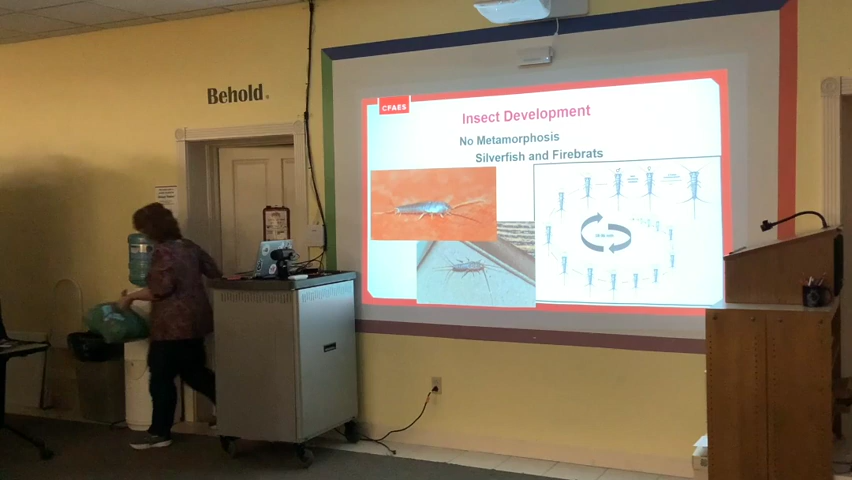 Behold.
CFAES
Insect Development
No Metamorphosis
Silverfish and Firebrats